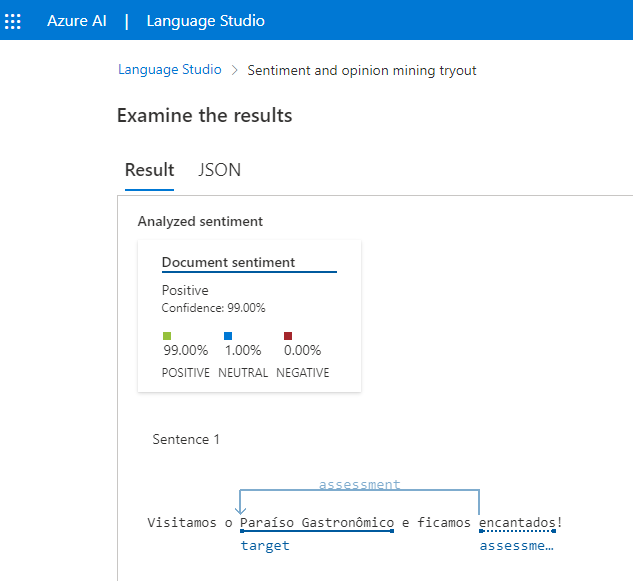 Azure AI | Language Studio
Language Studio > Sentiment and opinion mining tryout
Examine the results
Result JSON
Analyzed sentiment
Document sentiment
Positive
Confidence: 99.00%
99.00% 1.00% 0.00%
POSITIVE NEUTRAL NEGATIVE
Sentence 1
assessment
Visitamos o Paraíso Gastronômico e ficamos encantados!
target assessme…